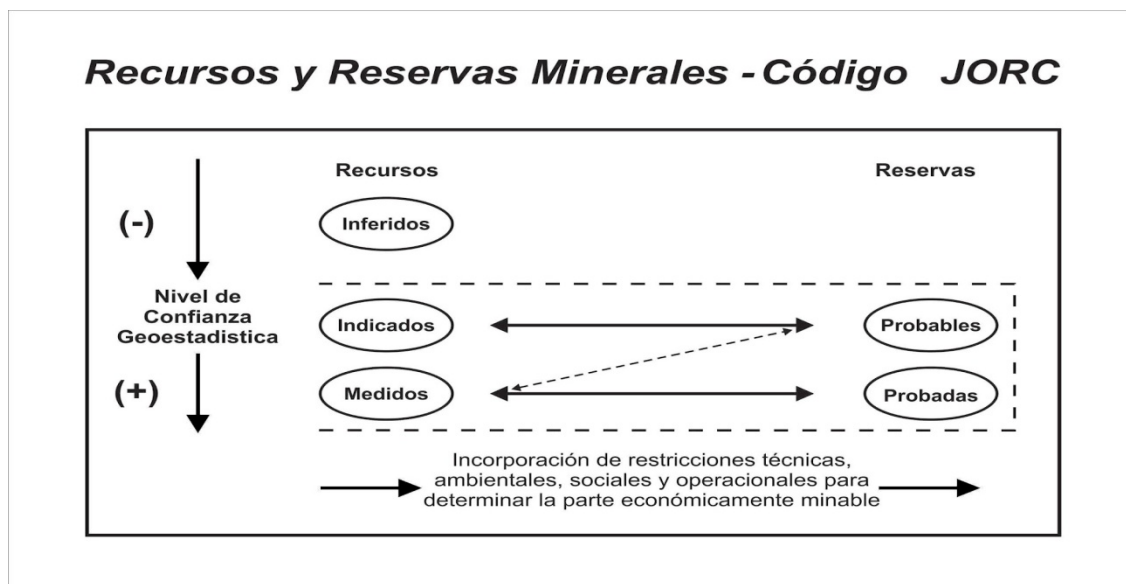 Recursos y Reservas Minerales - Código JORC
Recursos
Reservas
(-)
Inferidos
Nivel de
Confianza
Geoestadistica
Indicados
Probables
(+)
Medidos
Probadas
Incorporación de restricciones técnicas,
ambientales, sociales y operacionales para
determinar la parte económicamente minable